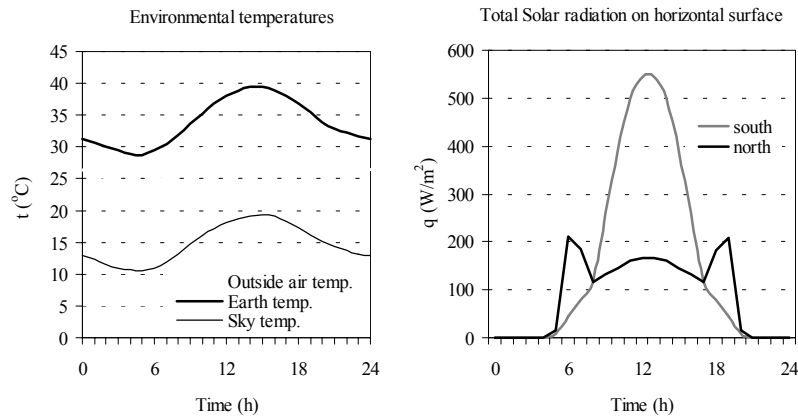 Environmental temperatures
45
40
35
30
25
20
15
10
5
0
t (°C)
Outside air temp.
Earth temp.
Sky temp.
0 6 12 18 24
Time (h)
Total Solar radiation on horizontal surface
600
500
400
300
200
100
0
q (W/m²)
south
north
0 6 12 18 24
Time (h)